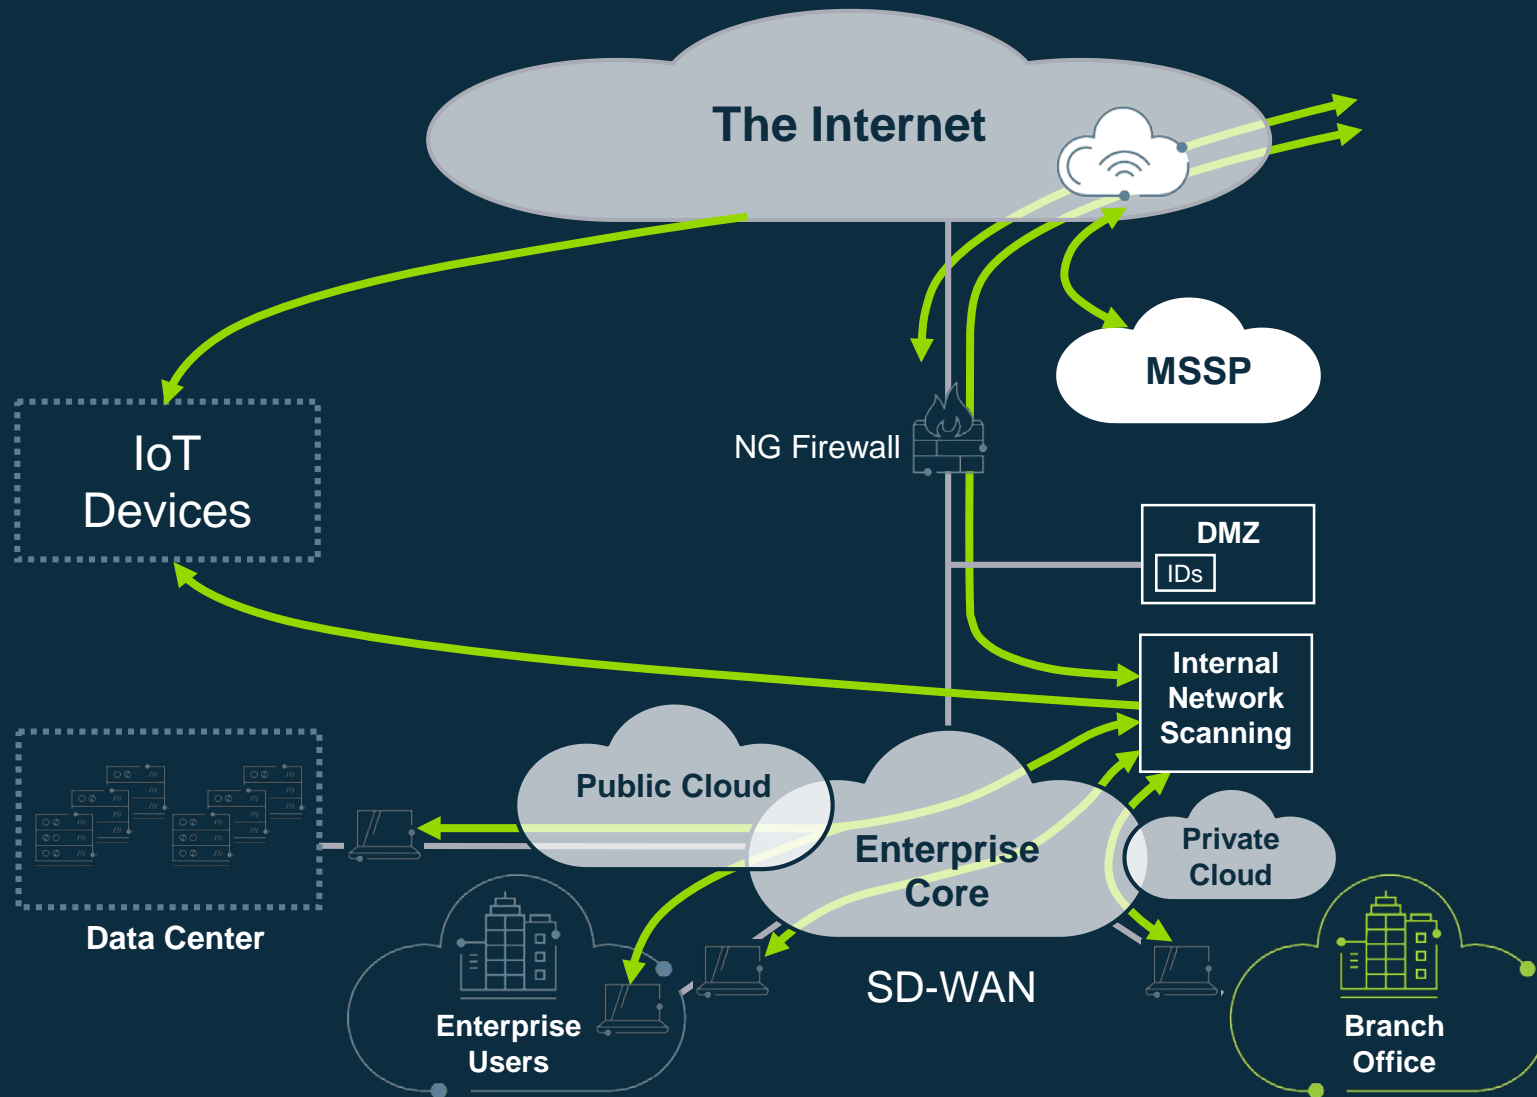 The Internet
MSSP
NG Firewall
IoT
Devices
DMZ
IDs
Internal
Network
Scanning
Public Cloud
Enterprise
Core
Private
Cloud
Data Center
SD-WAN
Enterprise
Users
Branch
Office